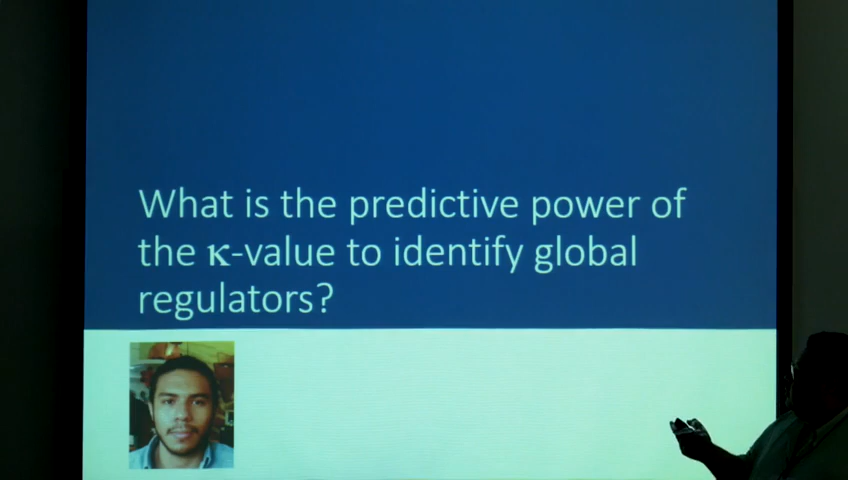 What is the predictive power of
the κ-value to identify global
regulators?